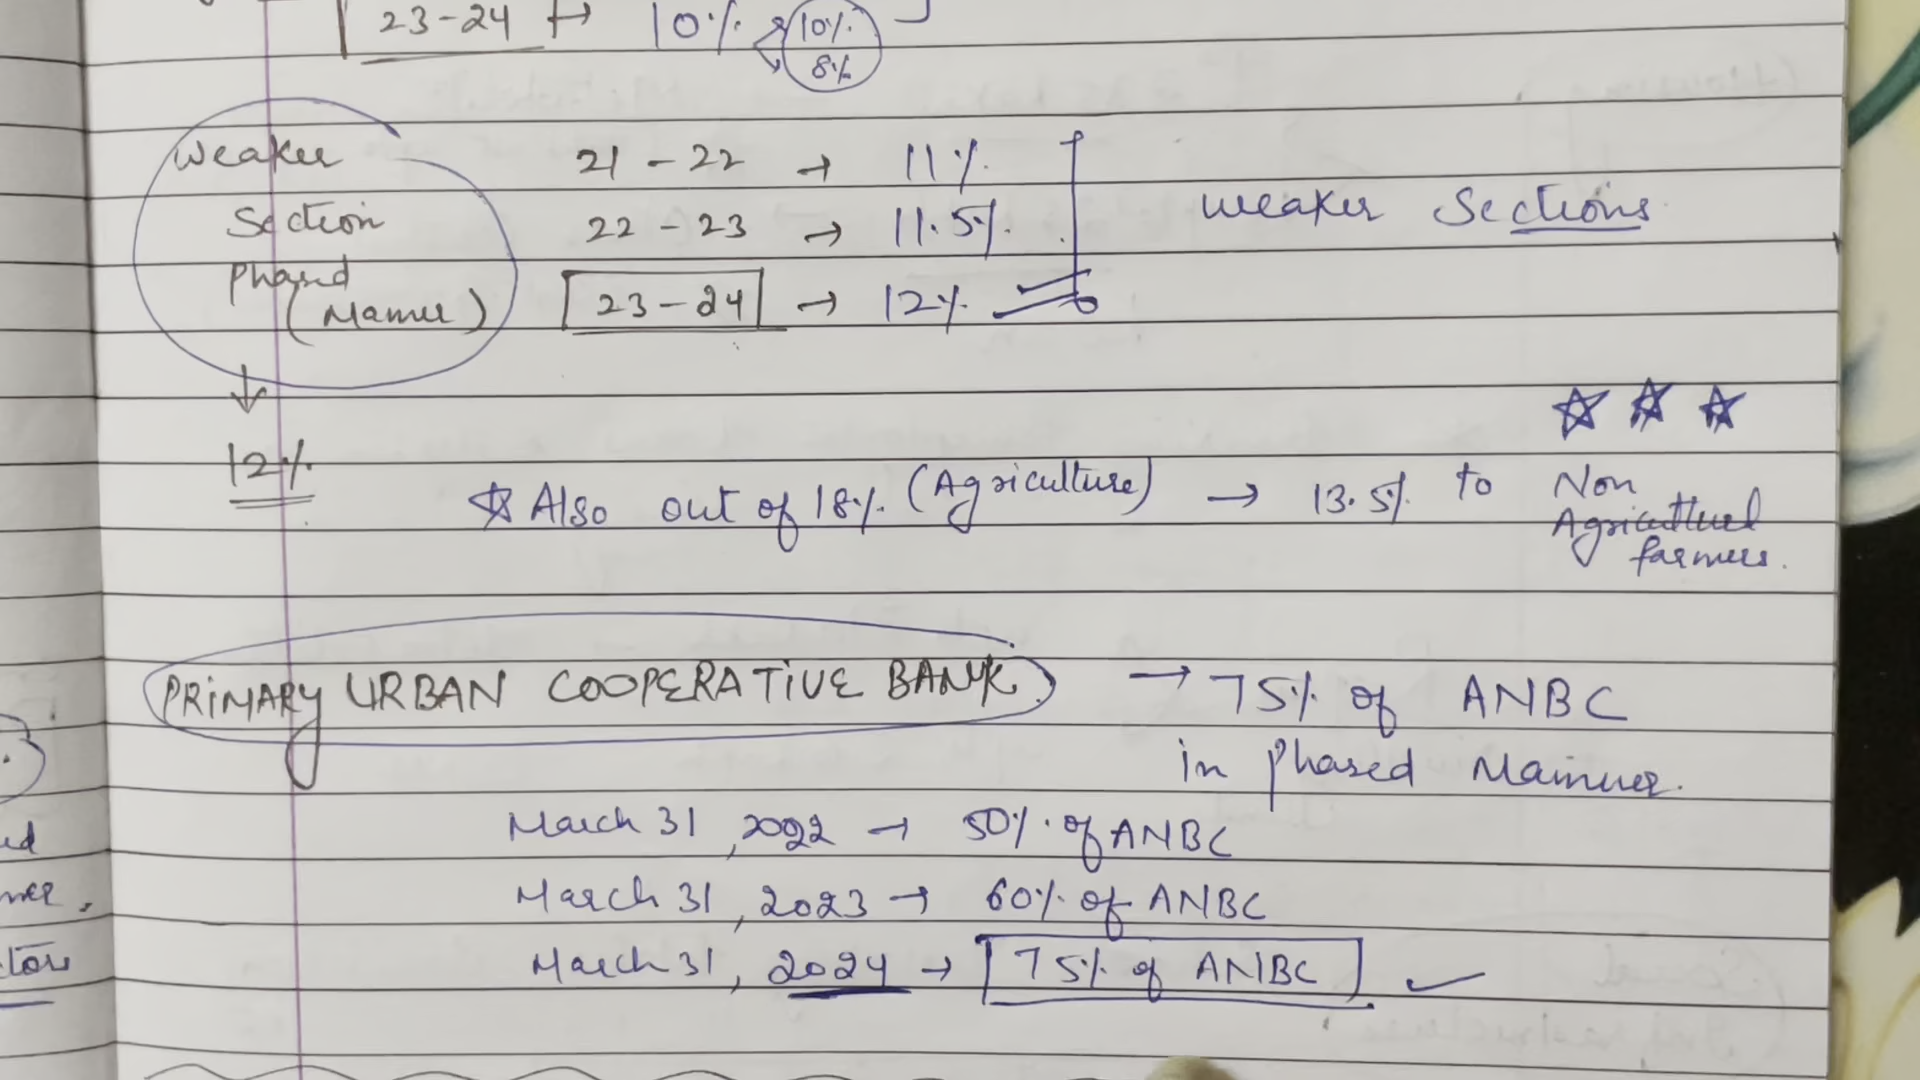 23-24 → 10% 10%
8%
Weaker 21 - 22 → 11%
Section 22 - 23 → 11.5% Weaker Sections
Phased 23-24 → 12%
(Manner)
12%
Also out of 18% (Agriculture) → 13.5% to Non
Agricultural
farmers.
PRIMARY URBAN COOPERATIVE BANK → 75% of ANBC
in Phased Mannner.
March 31, 2022 → 50% of ANBC
March 31, 2023 → 60% of ANBC
March 31, 2024 → 75% of ANBC